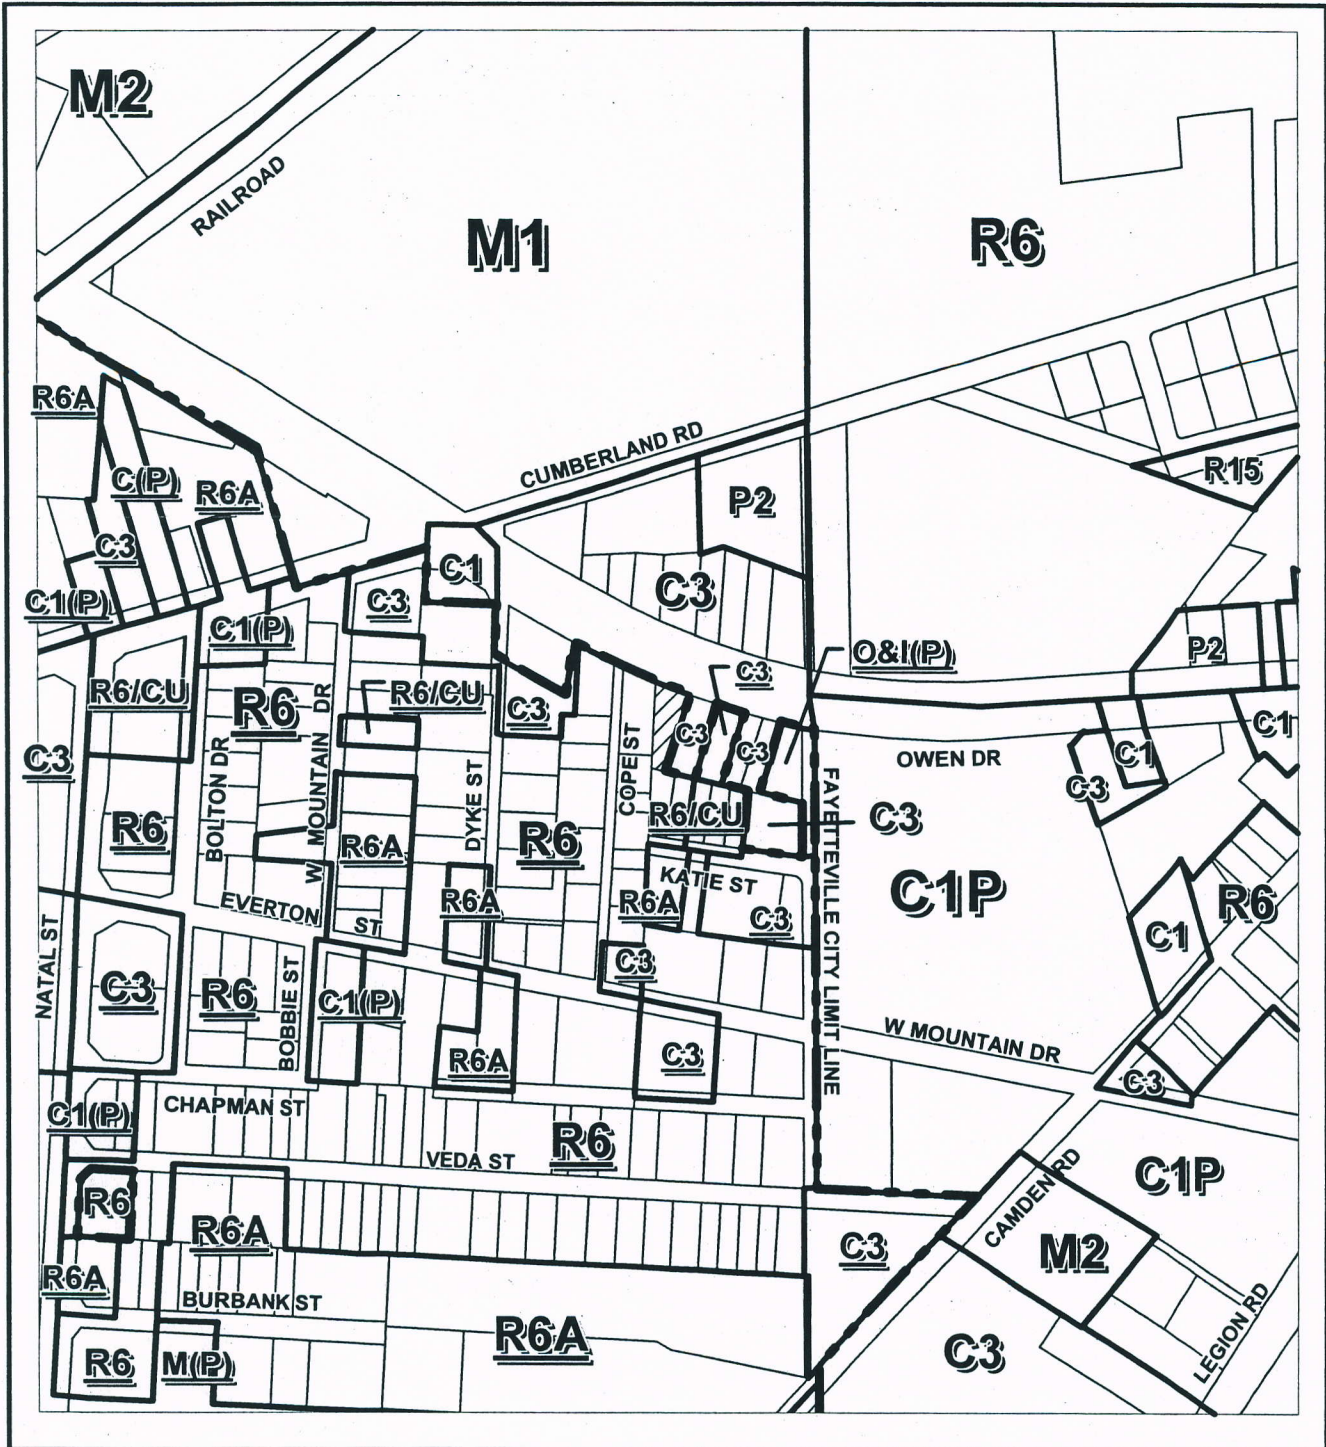 M2
RAILROAD
M1
R6
R6A
CUMBERLAND RD
R15
C(P)
R6A
P2
C3
C1
C3
C3
C1(P)
C1(P)
O&I(P)
P2
C3
R6/CU
R6/CU
R6
C3
C1
C3
C3
C1
OWEN DR
C3
C3
BOLTON DR
W MOUNTAIN DR
DYKE ST
COPE ST
FAYETTEVILLE CITY LIMIT LINE
R6/CU
C3
R6
R6
R6A
KATIE ST
C1P
EVERTON ST
R6A
R6A
C3
R6
C1
NATAL ST
C3
C3
R6
BOBBIE ST
C1(P)
R6A
C3
W MOUNTAIN DR
C3
C1(P)
CHAPMAN ST
R6
VEDA ST
C1P
R6
R6A
CAMDEN RD
C3
M2
R6A
BURBANK ST
R6A
C3
LEGION RD
R6
M(P)